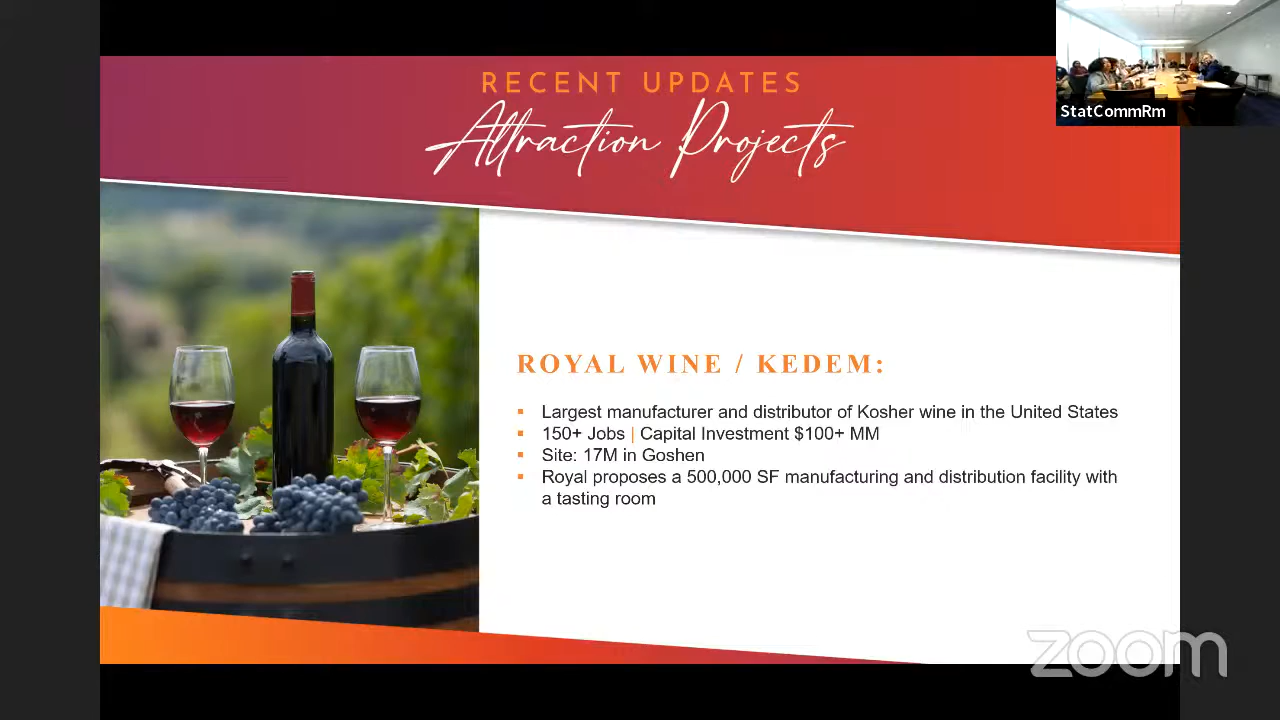 RECENT UPDATES
Attraction Projects
StatCommRm
ROYAL WINE / KEDEM:
▪ Largest manufacturer and distributor of Kosher wine in the United States
▪ 150+ Jobs | Capital Investment $100+ MM
▪ Site: 17M in Goshen
▪ Royal proposes a 500,000 SF manufacturing and distribution facility with
a tasting room
zoom